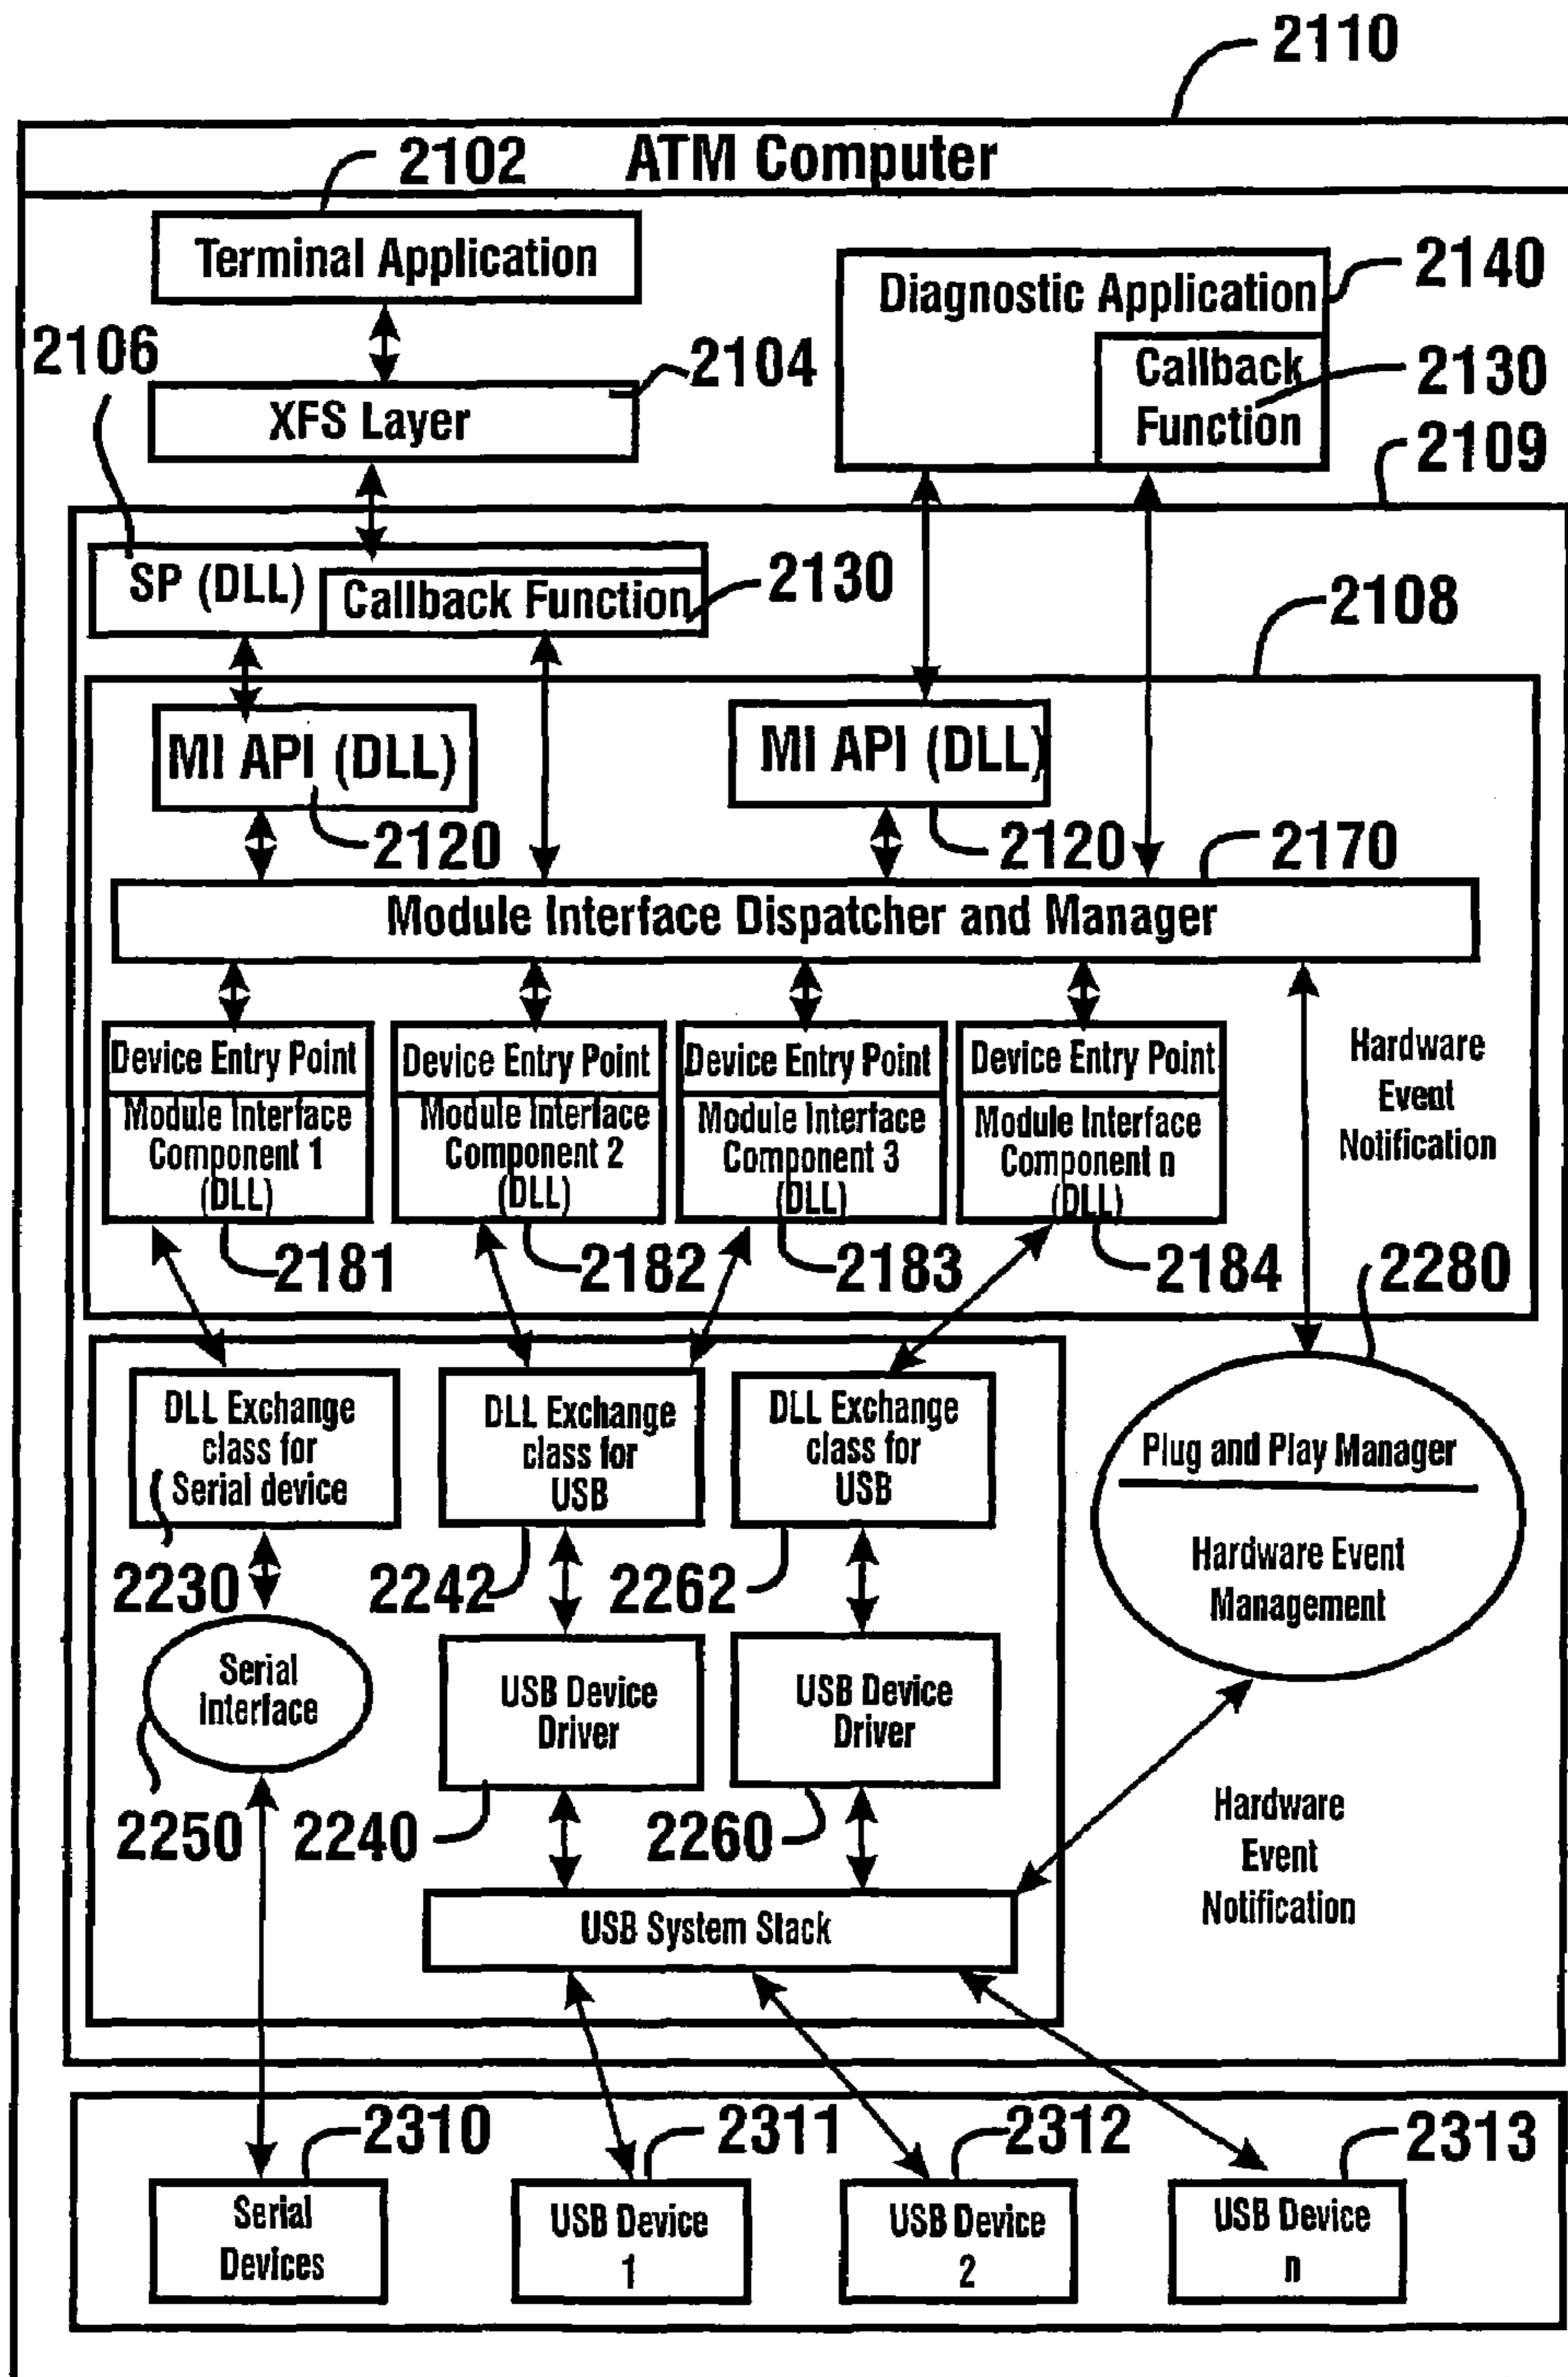 2110
ATM Computer
2102
Terminal Application
2140
Diagnostic Application
2106
2104
Callback
Function
2130
XFS Layer
2109
SP (DLL)
Callback Function
2130
2108
MI API (DLL)
MI API (DLL)
2120
2120
2170
Module Interface Dispatcher and Manager
Device Entry Point
Device Entry Point
Device Entry Point
Device Entry Point
Hardware
Event
Notification
Module Interface
Component 1
(DLL)
Module Interface
Component 2
(DLL)
Module Interface
Component 3
(DLL)
Module Interface
Component n
(DLL)
2181
2182
2183
2184
2280
DLL Exchange
class for
Serial device
DLL Exchange
class for
USB
DLL Exchange
class for
USB
Plug and Play Manager
Hardware Event
Management
2230
2242
2262
Serial
Interface
USB Device
Driver
USB Device
Driver
2250
2240
2260
Hardware
Event
Notification
USB System Stack
2310
2311
2312
2313
Serial
Devices
USB Device
1
USB Device
2
USB Device
n